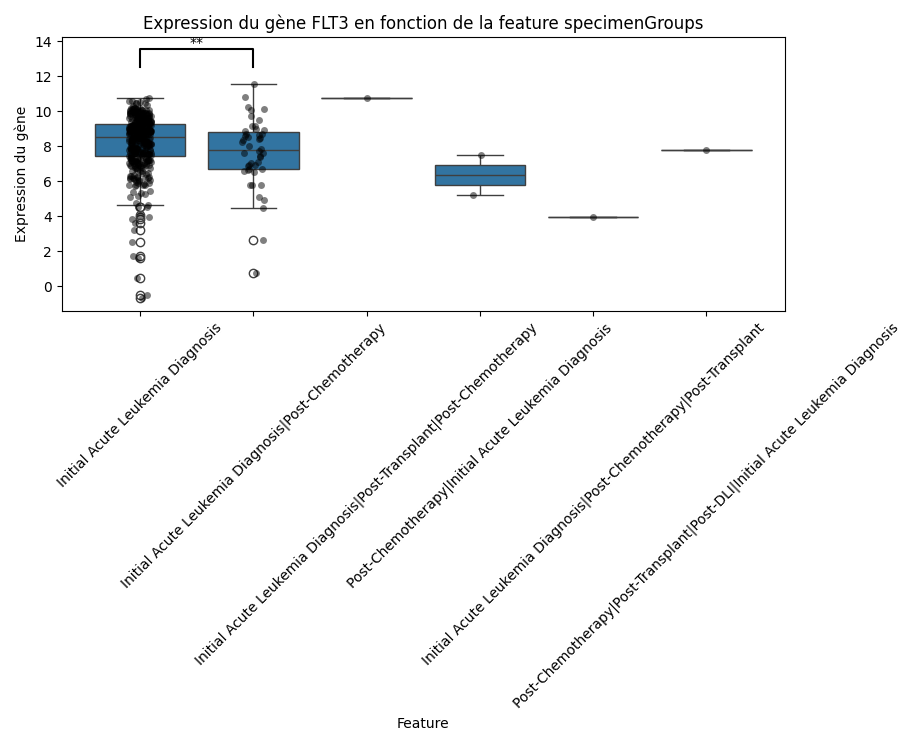 Expression du gène FLT3 en fonction de la feature specimenGroups
Expression du gène
14
12
10
8
6
4
2
0
**
Initial Acute Leukemia Diagnosis
Initial Acute Leukemia Diagnosis|Post-Chemotherapy
Initial Acute Leukemia Diagnosis|Post-Transplant|Post-Chemotherapy
Post-Chemotherapy|Initial Acute Leukemia Diagnosis
Initial Acute Leukemia Diagnosis|Post-Chemotherapy|Post-Transplant
Post-Chemotherapy|Post-Transplant|Post-DLI|Initial Acute Leukemia Diagnosis
Feature